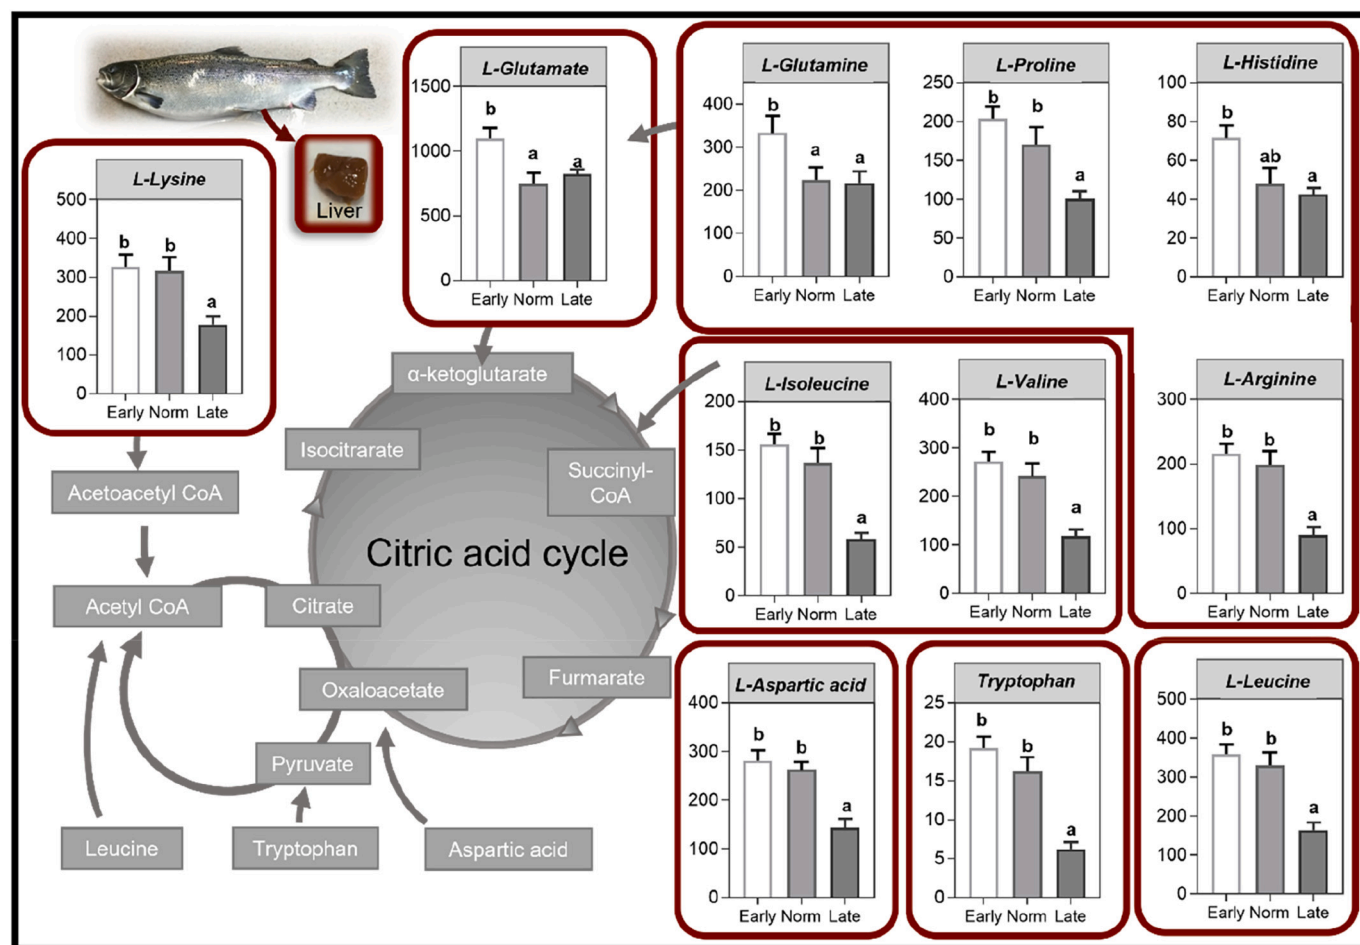 L-Glutamate
1500
1000
500
0
b
a
a
Early Norm Late
L-Glutamine
400
300
200
100
0
b
a
a
Early Norm Late
L-Proline
250
200
150
100
50
0
b
b
a
Early Norm Late
L-Histidine
100
80
60
40
20
0
b
ab
a
Early Norm Late
Liver
L-Lysine
500
400
300
200
100
0
b
b
a
Early Norm Late
L-Isoleucine
200
150
100
50
0
b
b
a
Early Norm Late
L-Valine
400
300
200
100
0
b
b
a
Early Norm Late
L-Arginine
300
200
100
0
b
b
a
Early Norm Late
α-ketoglutarate
Isocitrarate
Succinyl-
CoA
Acetoacetyl CoA
Citric acid cycle
Acetyl CoA
Citrate
Oxaloacetate
Furmarate
Pyruvate
Leucine
Tryptophan
Aspartic acid
L-Aspartic acid
400
300
200
100
0
b
b
a
Early Norm Late
Tryptophan
25
20
15
10
5
0
b
b
a
Early Norm Late
L-Leucine
500
400
300
200
100
0
b
b
a
Early Norm Late